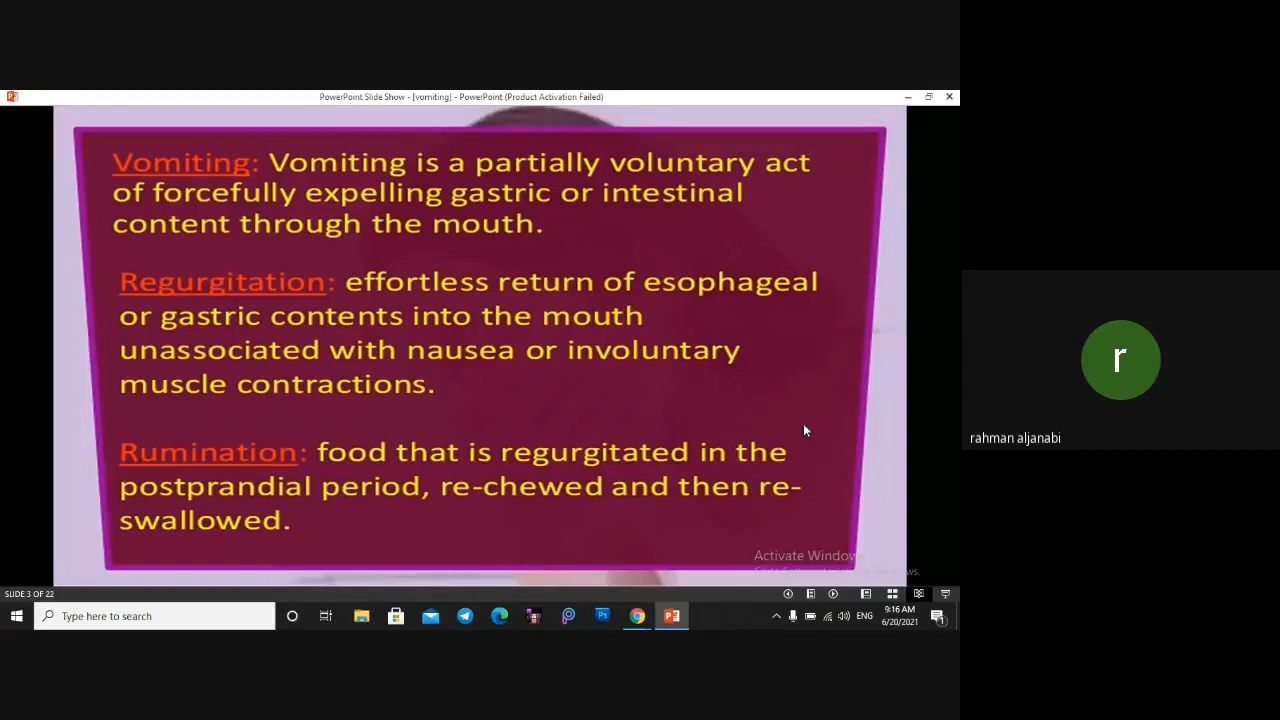 PowerPoint Slide Show - [vomiting] - PowerPoint (Product Activation Failed)
Vomiting: Vomiting is a partially voluntary act
of forcefully expelling gastric or intestinal
content through the mouth.
Regurgitation: effortless return of esophageal
or gastric contents into the mouth
unassociated with nausea or involuntary
muscle contractions.
Rumination: food that is regurgitated in the
postprandial period, re-chewed and then re-
swallowed.
Activate Windows
r
rahman aljanabi
SLIDE 3 OF 22
Type here to search
Ps
ENG
9:16 AM
6/20/2021
1